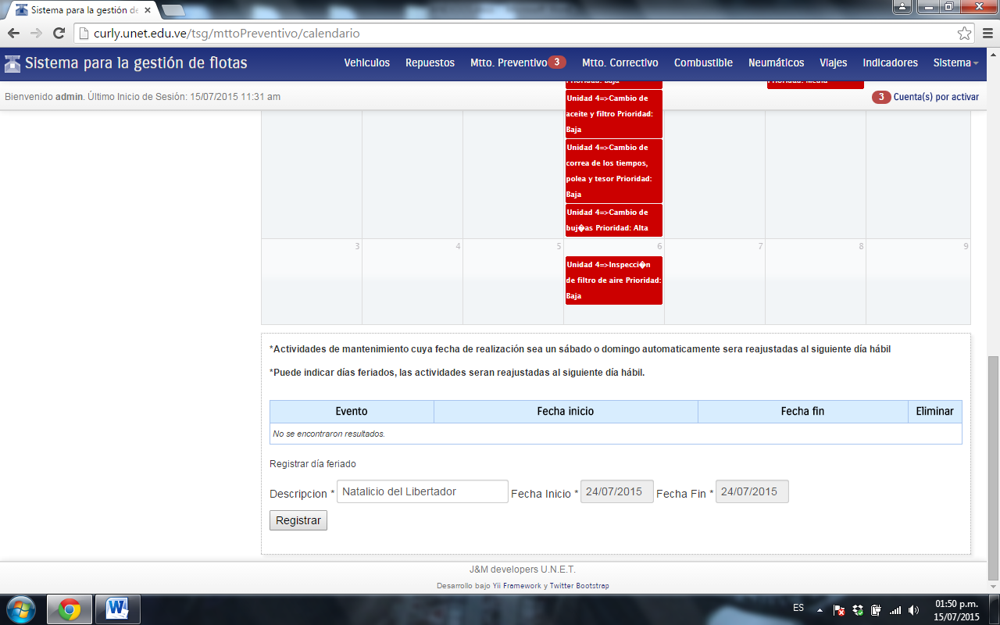 Sistema para la gestión de
curly.unet.edu.ve/tsg/mttoPreventivo/calendario
Sistema para la gestión de flotas
Vehiculos Repuestos Mtto. Preventivo 3 Mtto. Correctivo Combustible Neumáticos Viajes Indicadores Sistema
Bienvenido admin. Último Inicio de Sesión: 15/07/2015 11:31 am
3 Cuenta(s) por activar
Prioridad: Baja
Prioridad: Media
Unidad 4=>Cambio de
aceite y filtro Prioridad:
Baja
Unidad 4=>Cambio de
correa de los tiempos,
polea y tesor Prioridad:
Baja
Unidad 4=>Cambio de
buj�as Prioridad: Alta
3 4 5 6 7 8 9
Unidad 4=>Inspecci�n
de filtro de aire Prioridad:
Baja
*Actividades de mantenimiento cuya fecha de realización sea un sábado o domingo automaticamente sera reajustadas al siguiente día hábil
*Puede indicar días feriados, las actividades seran reajustadas al siguiente día hábil.
Evento Fecha inicio Fecha fin Eliminar
No se encontraron resultados.
Registrar día feriado
Descripcion * Natalicio del Libertador Fecha Inicio * 24/07/2015 Fecha Fin * 24/07/2015
Registrar
J&M developers U.N.E.T.
Desarrollo bajo Yii Framework y Twitter Bootstrap
ES
01:50 p.m.
15/07/2015